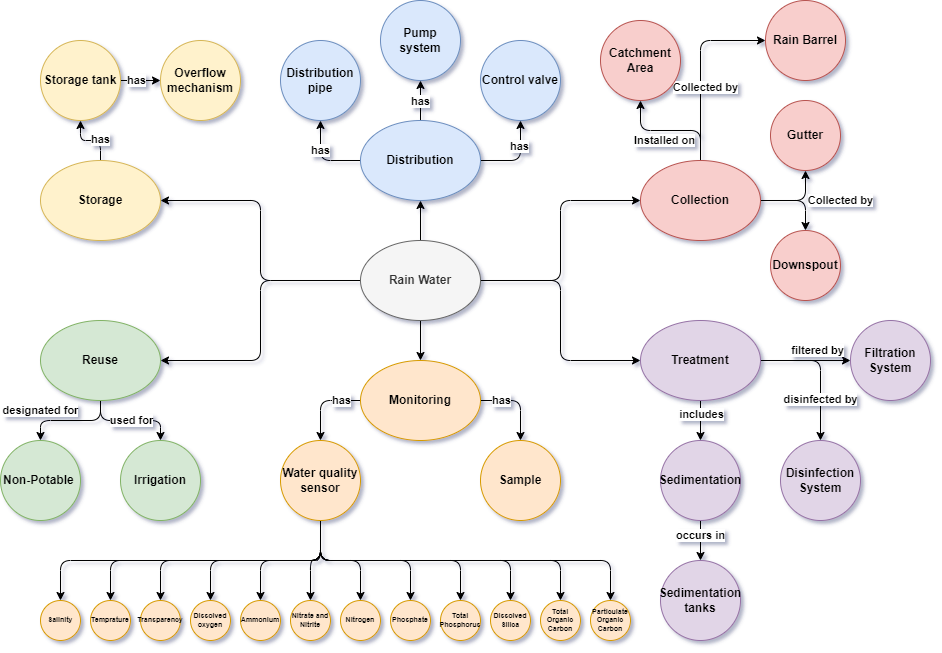 Rain Barrel
Pump
system
Catchment
Area
Storage tank
has
Overflow
mechanism
Distribution
pipe
Control valve
Collected by
has
Gutter
has
has
has
Installed on
Distribution
Storage
Collection
Collected by
Downspout
Rain Water
Reuse
Treatment
filtered by
Filtration
System
Monitoring
has
has
disinfected by
designated for
used for
includes
Non-Potable
Irrigation
Water quality
sensor
Sample
Sedimentation
Disinfection
System
occurs in
Sedimentation
tanks
Salinity
Temprature
Transparency
Dissolved
oxygen
Ammonium
Nitrate and
Nitrite
Nitrogen
Phosphate
Total
Phosphorus
Dissolved
Silica
Total
Organic
Carbon
Particulate
Organic
Carbon